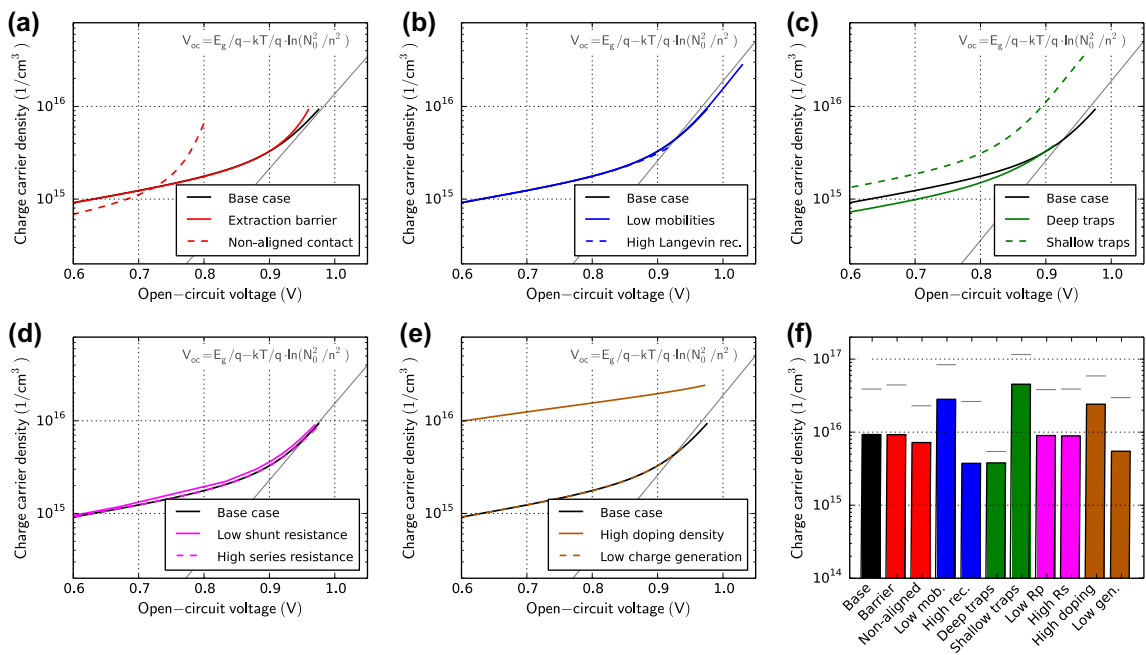 (a)
V_oc=E_g/q−kT/q·ln(N_0^2/n^2)
Charge carrier density (1/cm^3)
10^16
10^15
Base case
Extraction barrier
Non-aligned contact
0.6 0.7 0.8 0.9 1.0
Open−circuit voltage (V)
(b)
V_oc=E_g/q−kT/q·ln(N_0^2/n^2)
Charge carrier density (1/cm^3)
10^16
10^15
Base case
Low mobilities
High Langevin rec.
0.6 0.7 0.8 0.9 1.0
Open−circuit voltage (V)
(c)
V_oc=E_g/q−kT/q·ln(N_0^2/n^2)
Charge carrier density (1/cm^3)
10^16
10^15
Base case
Deep traps
Shallow traps
0.6 0.7 0.8 0.9 1.0
Open−circuit voltage (V)
(d)
V_oc=E_g/q−kT/q·ln(N_0^2/n^2)
Charge carrier density (1/cm^3)
10^16
10^15
Base case
Low shunt resistance
High series resistance
0.6 0.7 0.8 0.9 1.0
Open−circuit voltage (V)
(e)
V_oc=E_g/q−kT/q·ln(N_0^2/n^2)
Charge carrier density (1/cm^3)
10^16
10^15
Base case
High doping density
Low charge generation
0.6 0.7 0.8 0.9 1.0
Open−circuit voltage (V)
(f)
Charge carrier density (1/cm^3)
10^17
10^16
10^15
10^14
Base
Barrier
Non-aligned
Low mob.
High rec.
Deep traps
Shallow traps
Low Rp
High Rs
High doping
Low gen.